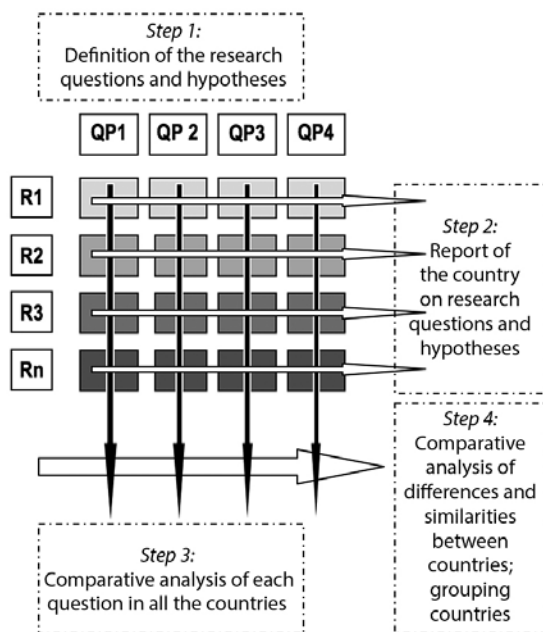 Step 1:
Definition of the research
questions and hypotheses
QP1 QP 2 QP3 QP4
R1
R2
R3
Rn
Step 2:
Report of
the country
on research
questions and
hypotheses
Step 3:
Comparative analysis of each
question in all the countries
Step 4:
Comparative
analysis of
differences and
similarities
between
countries;
grouping
countries